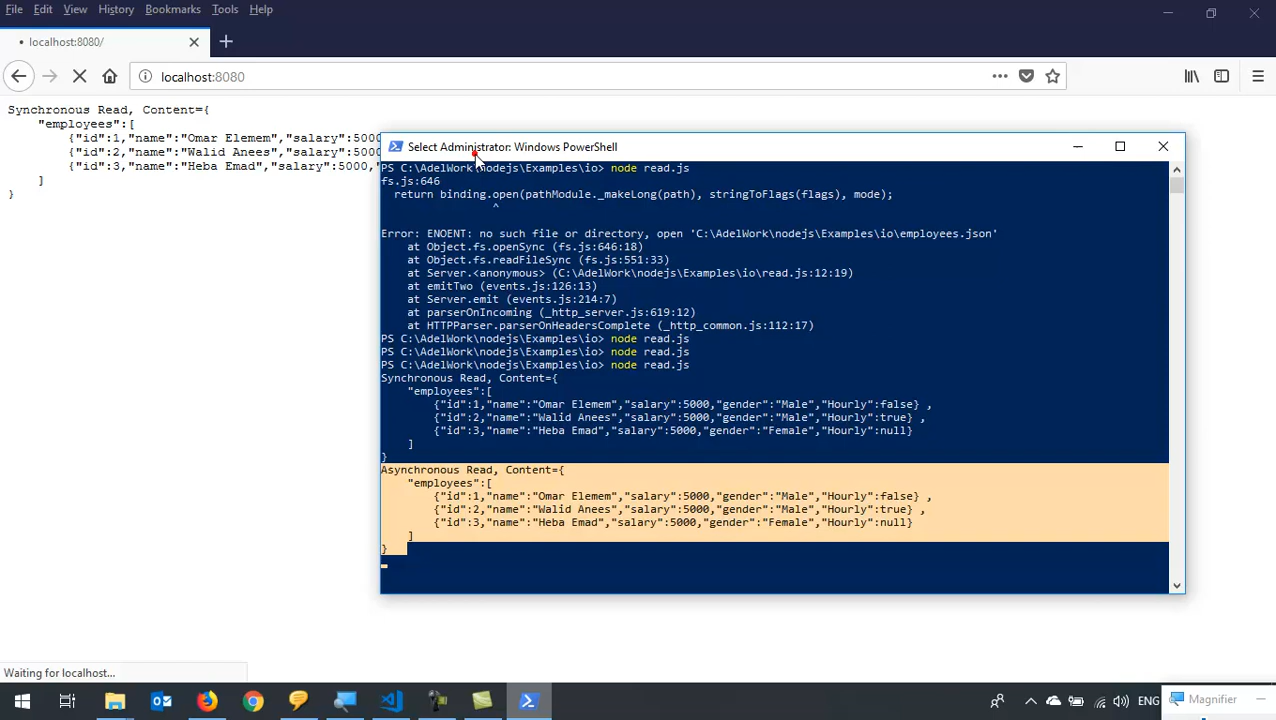 File Edit View History Bookmarks Tools Help
localhost:8080/
localhost:8080
Synchronous Read, Content={
"employees":[
{"id":1,"name":"Omar Elemem","salary":5000
{"id":2,"name":"Walid Anees","salary":5000
{"id":3,"name":"Heba Emad","salary":5000,
]
}
Select Administrator: Windows PowerShell
PS C:\AdelWork\nodejs\Examples\io> node read.js
fs.js:646
return binding.open(pathModule._makeLong(path), stringToFlags(flags), mode);
^
Error: ENOENT: no such file or directory, open 'C:\AdelWork\nodejs\Examples\io\employees.json'
at Object.fs.openSync (fs.js:646:18)
at Object.fs.readFileSync (fs.js:551:33)
at Server.<anonymous> (C:\AdelWork\nodejs\Examples\io\read.js:12:19)
at emitTwo (events.js:126:13)
at Server.emit (events.js:214:7)
at parserOnIncoming (_http_server.js:619:12)
at HTTPParser.parserOnHeadersComplete (_http_common.js:112:17)
PS C:\AdelWork\nodejs\Examples\io> node read.js
PS C:\AdelWork\nodejs\Examples\io> node read.js
PS C:\AdelWork\nodejs\Examples\io> node read.js
Synchronous Read, Content={
"employees":[
{"id":1,"name":"Omar Elemem","salary":5000,"gender":"Male","Hourly":false} ,
{"id":2,"name":"Walid Anees","salary":5000,"gender":"Male","Hourly":true} ,
{"id":3,"name":"Heba Emad","salary":5000,"gender":"Female","Hourly":null}
]
}
Asynchronous Read, Content={
"employees":[
{"id":1,"name":"Omar Elemem","salary":5000,"gender":"Male","Hourly":false} ,
{"id":2,"name":"Walid Anees","salary":5000,"gender":"Male","Hourly":true} ,
{"id":3,"name":"Heba Emad","salary":5000,"gender":"Female","Hourly":null}
]
}
Waiting for localhost...
ENG
Magnifier